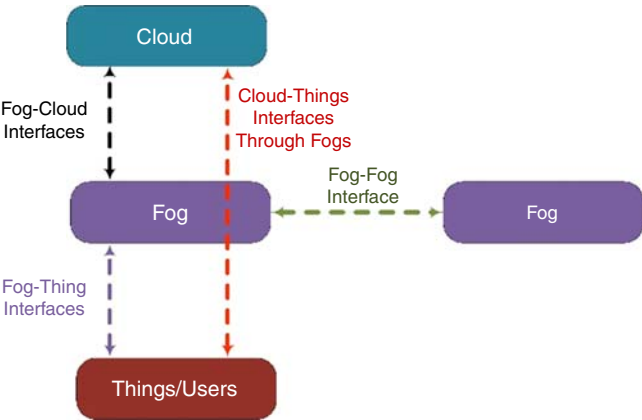 Cloud
Fog-Cloud
Interfaces
Cloud-Things
Interfaces
Through Fogs
Fog-Fog
Interface
Fog
Fog
Fog-Thing
Interfaces
Things/Users